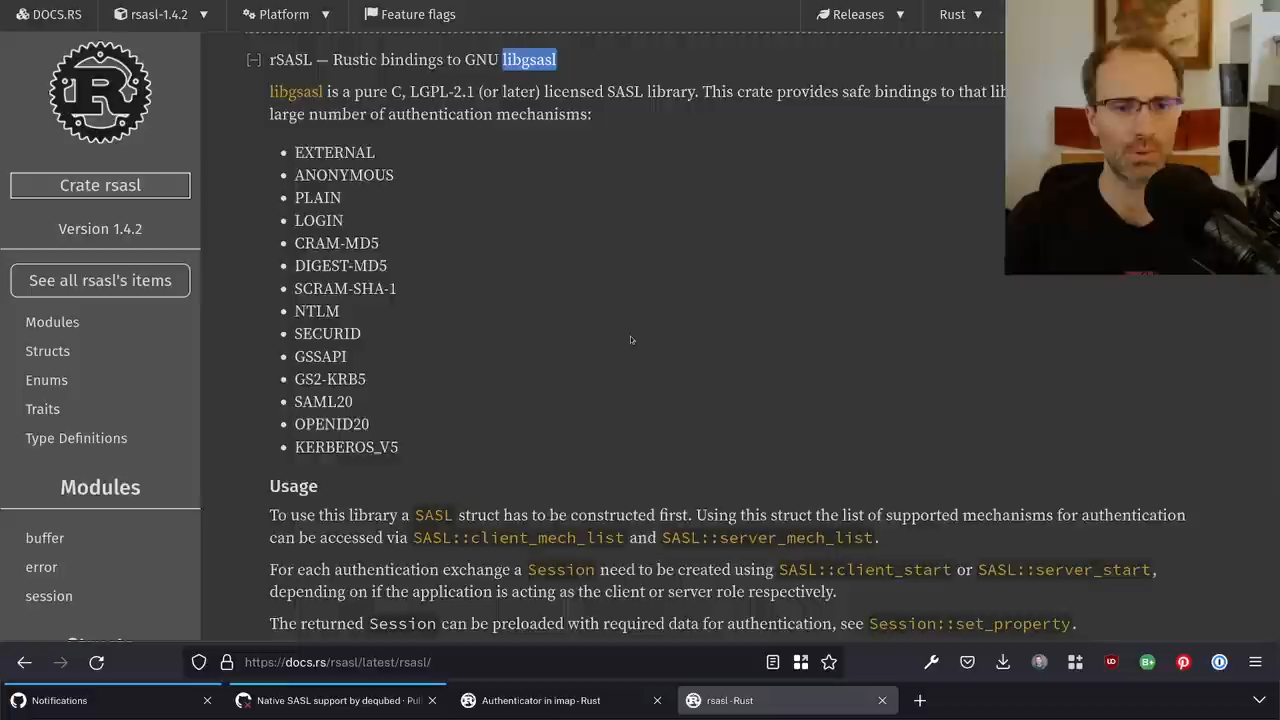 DOCS.RS rsasl-1.4.2 Platform Feature flags Releases Rust
[-] rSASL — Rustic bindings to GNU libgsasl
libgsasl is a pure C, LGPL-2.1 (or later) licensed SASL library. This crate provides safe bindings to that lib
large number of authentication mechanisms:
• EXTERNAL
• ANONYMOUS
• PLAIN
• LOGIN
• CRAM-MD5
• DIGEST-MD5
• SCRAM-SHA-1
• NTLM
• SECURID
• GSSAPI
• GS2-KRB5
• SAML20
• OPENID20
• KERBEROS_V5
Usage
To use this library a SASL struct has to be constructed first. Using this struct the list of supported mechanisms for authentication
can be accessed via SASL::client_mech_list and SASL::server_mech_list.
For each authentication exchange a Session need to be created using SASL::client_start or SASL::server_start,
depending on if the application is acting as the client or server role respectively.
The returned Session can be preloaded with required data for authentication, see Session::set_property.
R
Crate rsasl
Version 1.4.2
See all rsasl's items
Modules
Structs
Enums
Traits
Type Definitions
Modules
buffer
error
session
https://docs.rs/rsasl/latest/rsasl/
Notifications
Native SASL support by dequbed · Pul
Authenticator in imap - Rust
rsasl - Rust